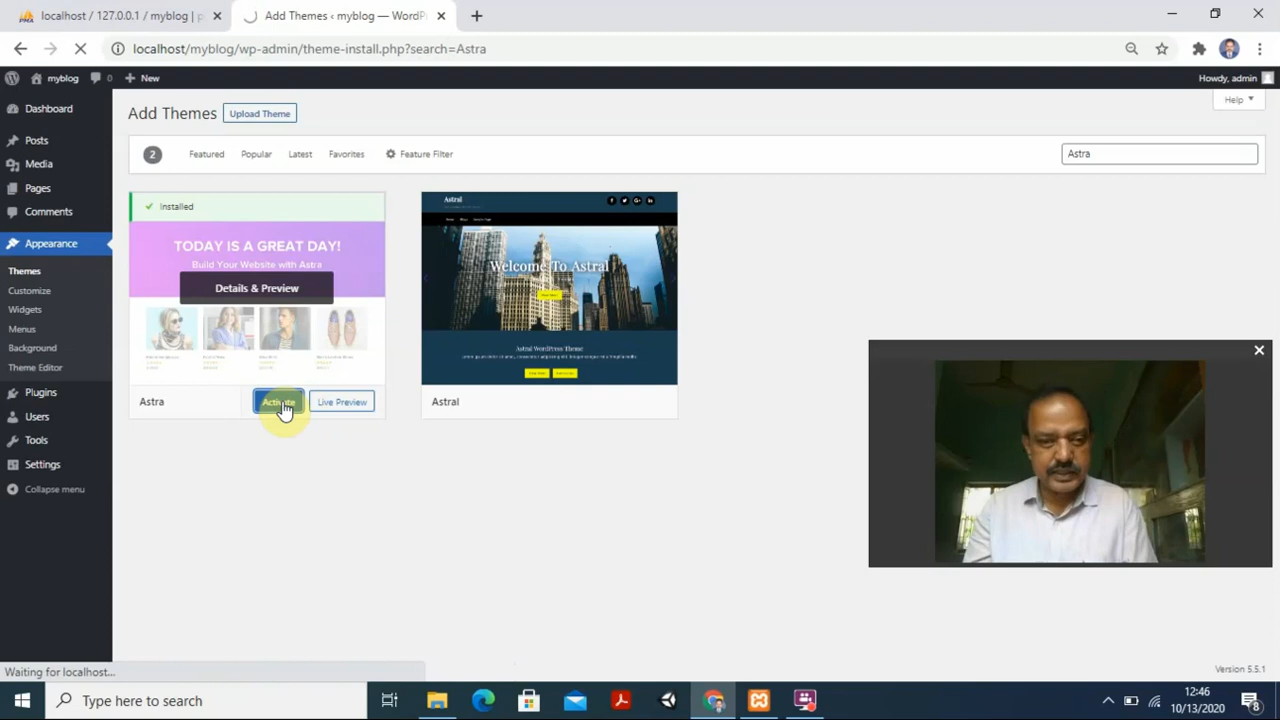 localhost / 127.0.0.1 / myblog | p
Add Themes ‹ myblog — WordPr
localhost/myblog/wp-admin/theme-install.php?search=Astra
myblog
0
New
Howdy, admin
Dashboard
Posts
Media
Pages
Comments
Appearance
Themes
Customize
Widgets
Menus
Background
Theme Editor
Plugins
Users
Tools
Settings
Collapse menu
Add Themes
Upload Theme
Help
2
Featured
Popular
Latest
Favorites
Feature Filter
Astra
Installed
TODAY IS A GREAT DAY!
Build Your Website with Astra
Details & Preview
Astra
Activate
Live Preview
Astral
Welcome To Astral
Astral WordPress Theme
Astral
Waiting for localhost...
Version 5.5.1
Type here to search
12:46
10/13/2020
8